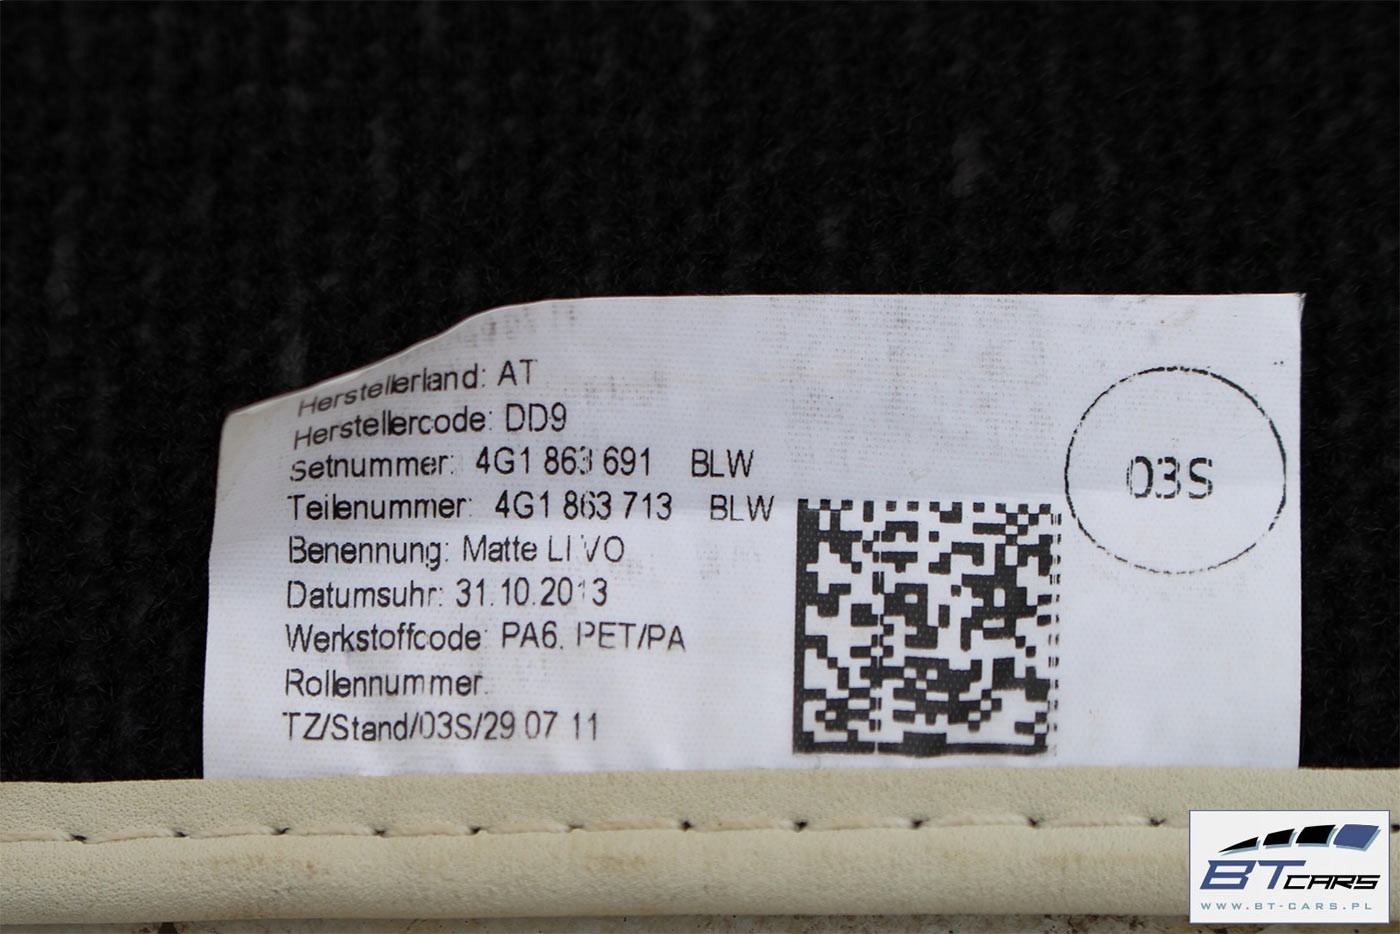 Herstellerland: AT
Herstellercode: DD9
Setnummer: 4G1 863 691 BLW
Teilenummer: 4G1 863 713 BLW
Benennung: Matte LI VO
Datumsuhr: 31.10.2013
Werkstoffcode: PA6, PET/PA
Rollennummer:
TZ/Stand/03S/29.07.11
03S
BT CARS
WWW.BT-CARS.PL